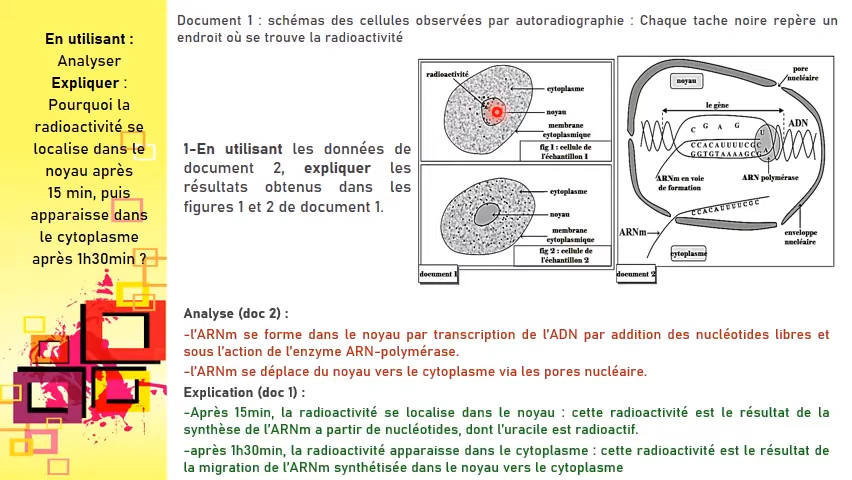 En utilisant :
Analyser
Expliquer :
Pourquoi la
radioactivité se
localise dans le
noyau après
15 min, puis
apparaisse dans
le cytoplasme
après 1h30min ?
Document 1 : schémas des cellules observées par autoradiographie : Chaque tache noire repère un
endroit où se trouve la radioactivité
1-En utilisant les données de
document 2, expliquer les
résultats obtenus dans les
figures 1 et 2 de document 1.
radioactivité
cytoplasme
noyau
membrane
cytoplasmique
fig 1 : cellule de
l'échantillon 1
cytoplasme
noyau
membrane
cytoplasmique
fig 2 : cellule de
l'échantillon 2
document 1
noyau
pore
nucléaire
le gène
ADN
C G A G U
A
CCACAUUUUCGC
GGTGTAAAAGCG
ARNm en voie
de formation
ARN polymérase
CCACAUUUUCGC
ARNm
enveloppe
nucléaire
cytoplasme
document 2
Analyse (doc 2) :
-l'ARNm se forme dans le noyau par transcription de l'ADN par addition des nucléotides libres et
sous l'action de l'enzyme ARN-polymérase.
-l'ARNm se déplace du noyau vers le cytoplasme via les pores nucléaire.
Explication (doc 1) :
-Après 15min, la radioactivité se localise dans le noyau : cette radioactivité est le résultat de la
synthèse de l'ARNm a partir de nucléotides, dont l'uracile est radioactif.
-après 1h30min, la radioactivité apparaisse dans le cytoplasme : cette radioactivité est le résultat de
la migration de l'ARNm synthétisée dans le noyau vers le cytoplasme